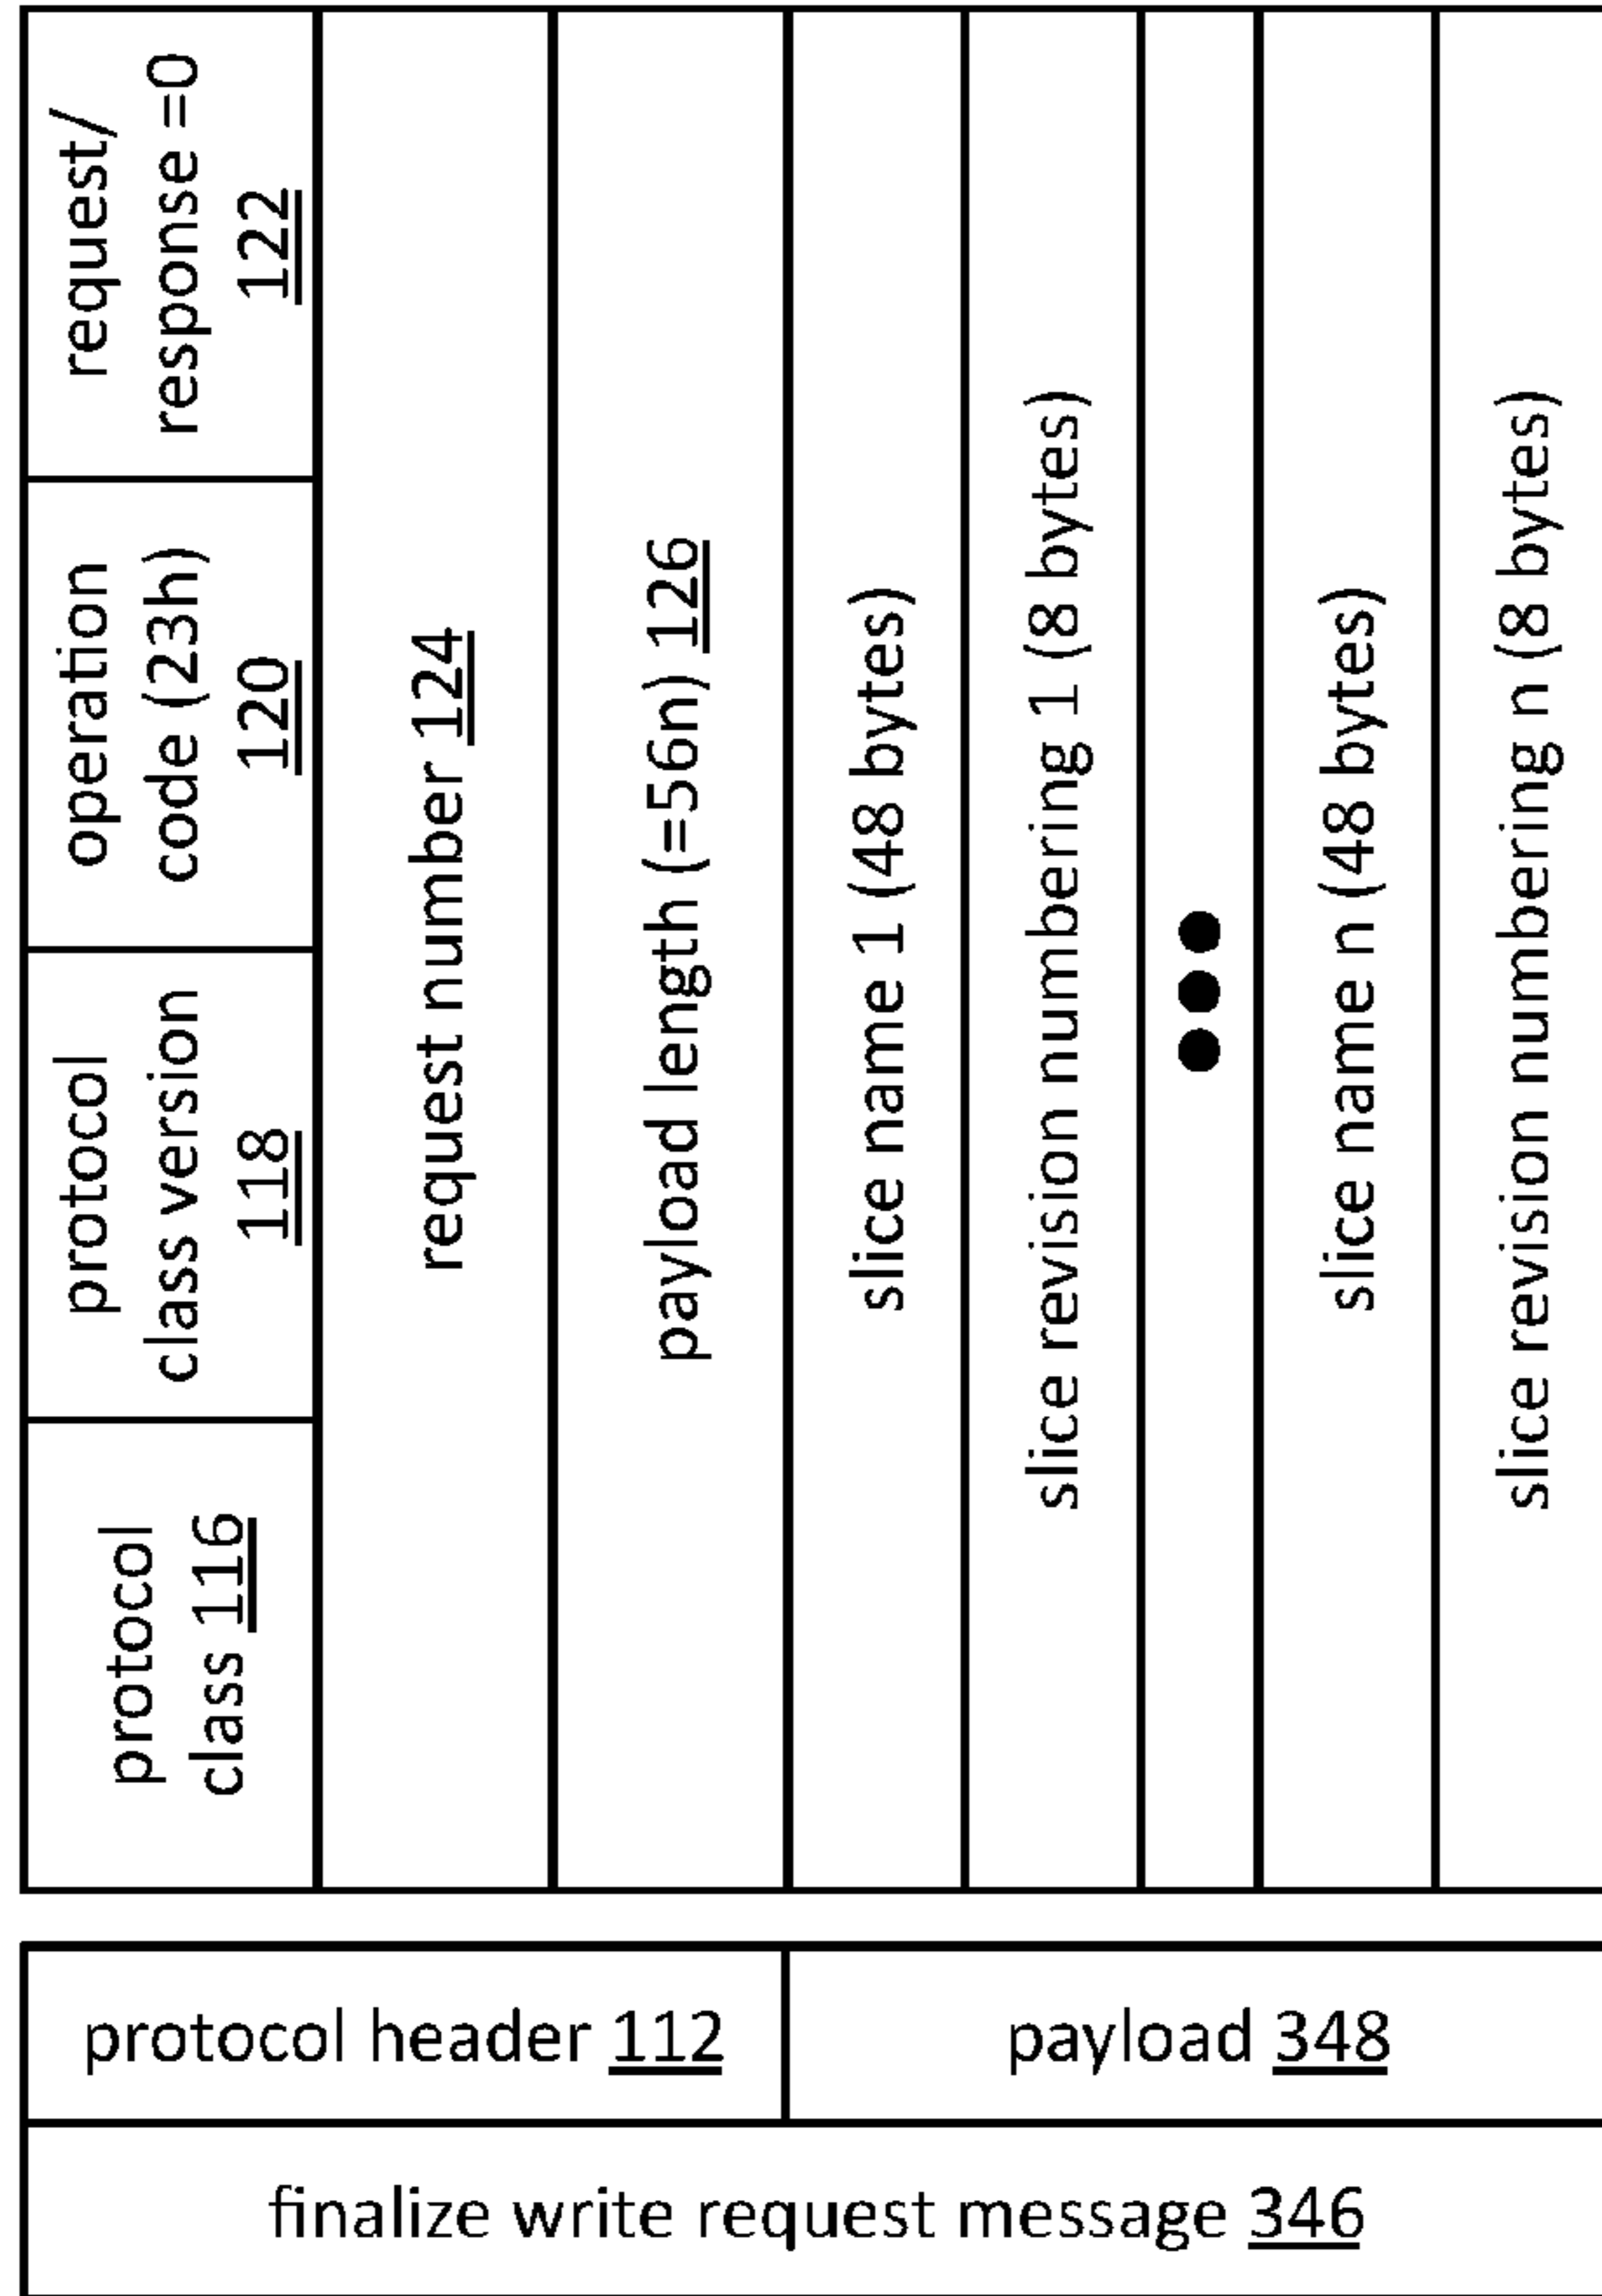 protocol
class 116
protocol
class version
118
operation
code (23h)
120
request/
response =0
122
request number 124
payload length (=56n) 126
slice name 1 (48 bytes)
slice revision numbering 1 (8 bytes)
slice name n (48 bytes)
slice revision numbering n (8 bytes)
protocol header 112
payload 348
finalize write request message 346